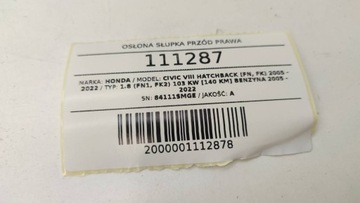 OSŁONA SŁUPKA PRZÓD PRAWA
111287
MARKA: HONDA / MODEL: CIVIC VIII HATCHBACK (FN, FK) 2005 -
2022 / TYP: 1.8 (FN1, FK2) 103 KW [140 KM] BENZYNA 2005 -
2022
SN: 84111SMGE / JAKOŚĆ: A
2000001112878